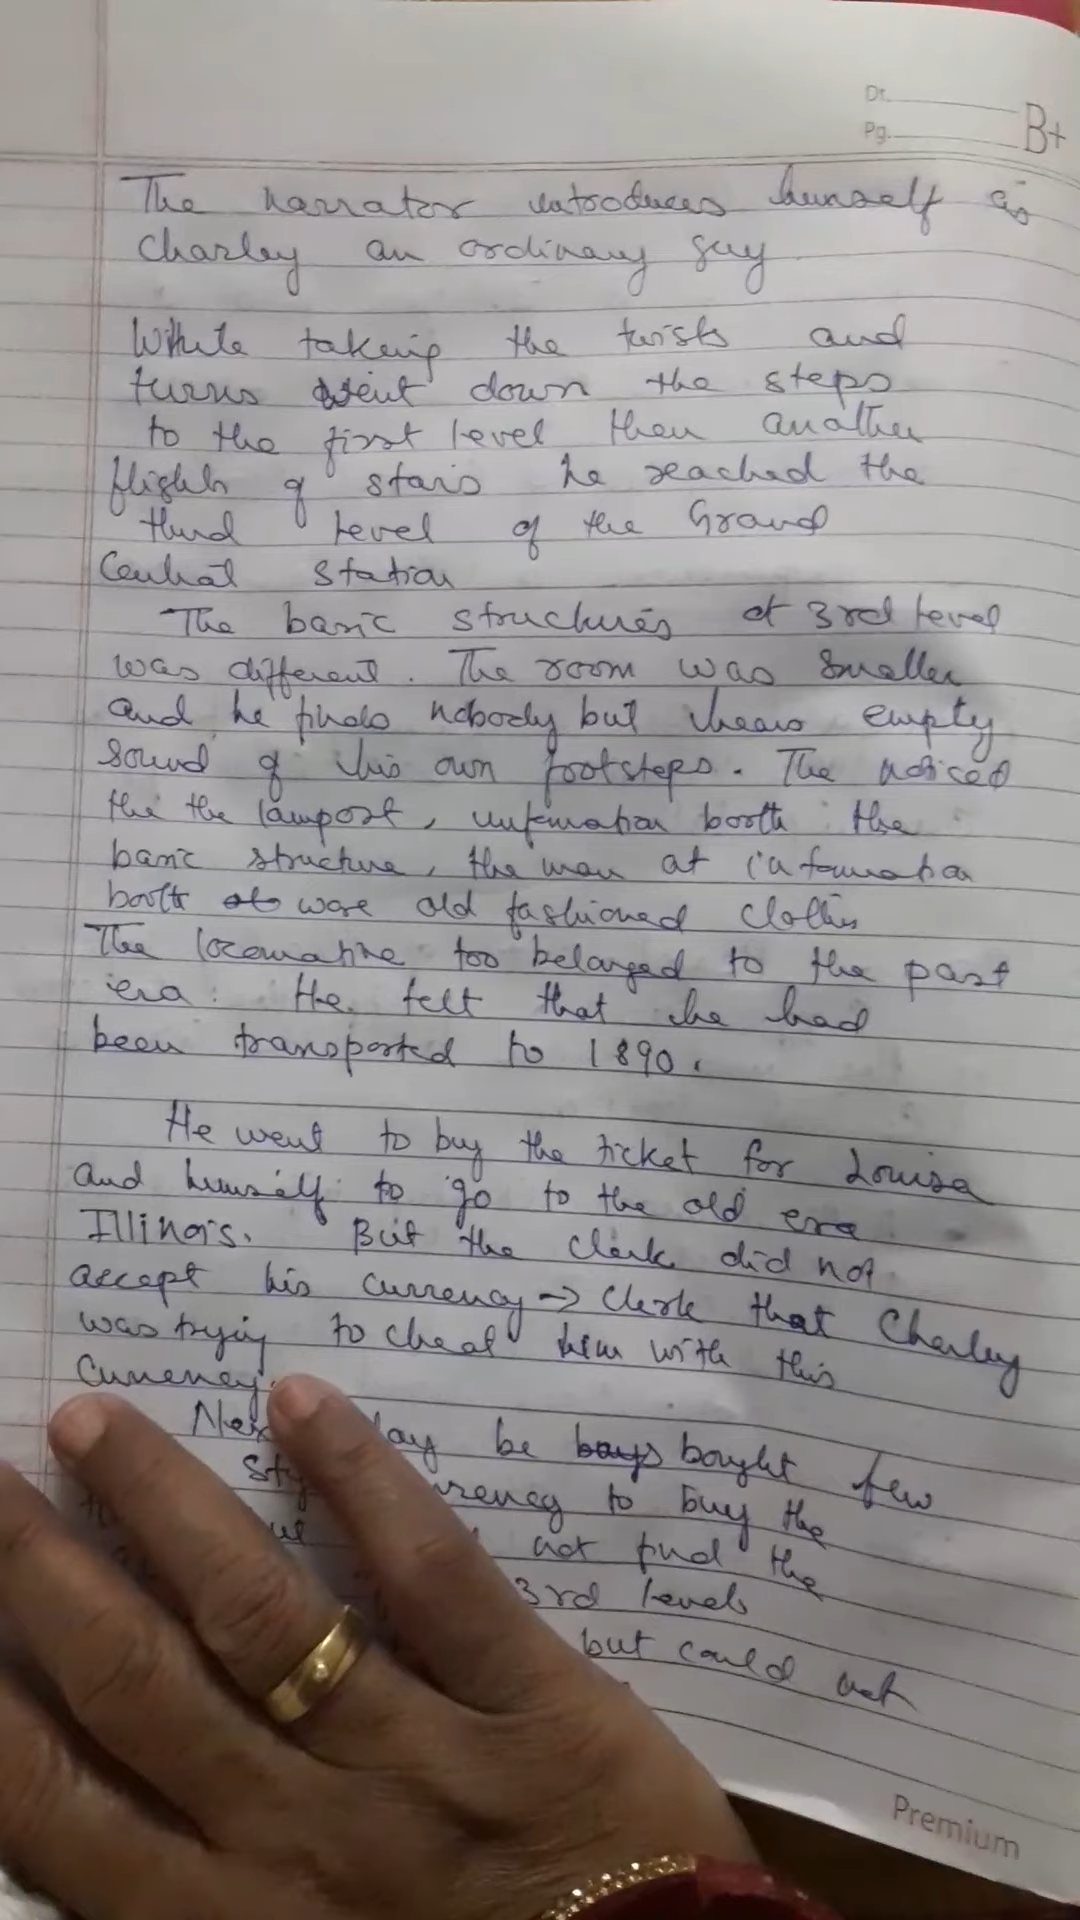 Dt.
Pg.
B+
The narrator introduces himself as
Charley an ordinary guy
While taking the twists and
turns went down the steps
to the first level then another
flights of stairs he reached the
third level of the Grand
Central Station
The basic structures at 3rd level
was different. The room was smaller
and he finds nobody but hears empty
sound of his own footsteps. The noticed
the the lampost, information booth the
basic structure, the man at information
booth wore old fashioned clothes
The locomotive too belonged to the past
era. He felt that he had
been transported to 1890.
He went to buy the ticket for Louisa
and himself to go to the old era
Illinois. But the clerk did not
accept his currency → Clerk that Charley
was trying to cheat him with this
Currency.
be boys bought few
to buy the
not find the
3rd levels
but could not
Premium